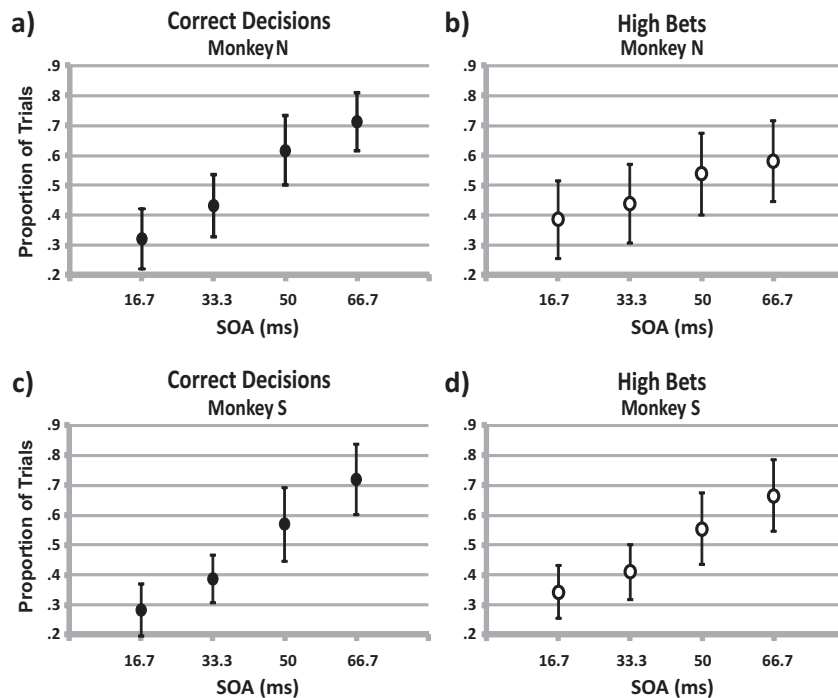 a)
Correct Decisions
Monkey N
Proportion of Trials
.9
.8
.7
.6
.5
.4
.3
.2
16.7 33.3 50 66.7
SOA (ms)
b)
High Bets
Monkey N
.9
.8
.7
.6
.5
.4
.3
.2
16.7 33.3 50 66.7
SOA (ms)
c)
Correct Decisions
Monkey S
Proportion of Trials
.9
.8
.7
.6
.5
.4
.3
.2
16.7 33.3 50 66.7
SOA (ms)
d)
High Bets
Monkey S
.9
.8
.7
.6
.5
.4
.3
.2
16.7 33.3 50 66.7
SOA (ms)